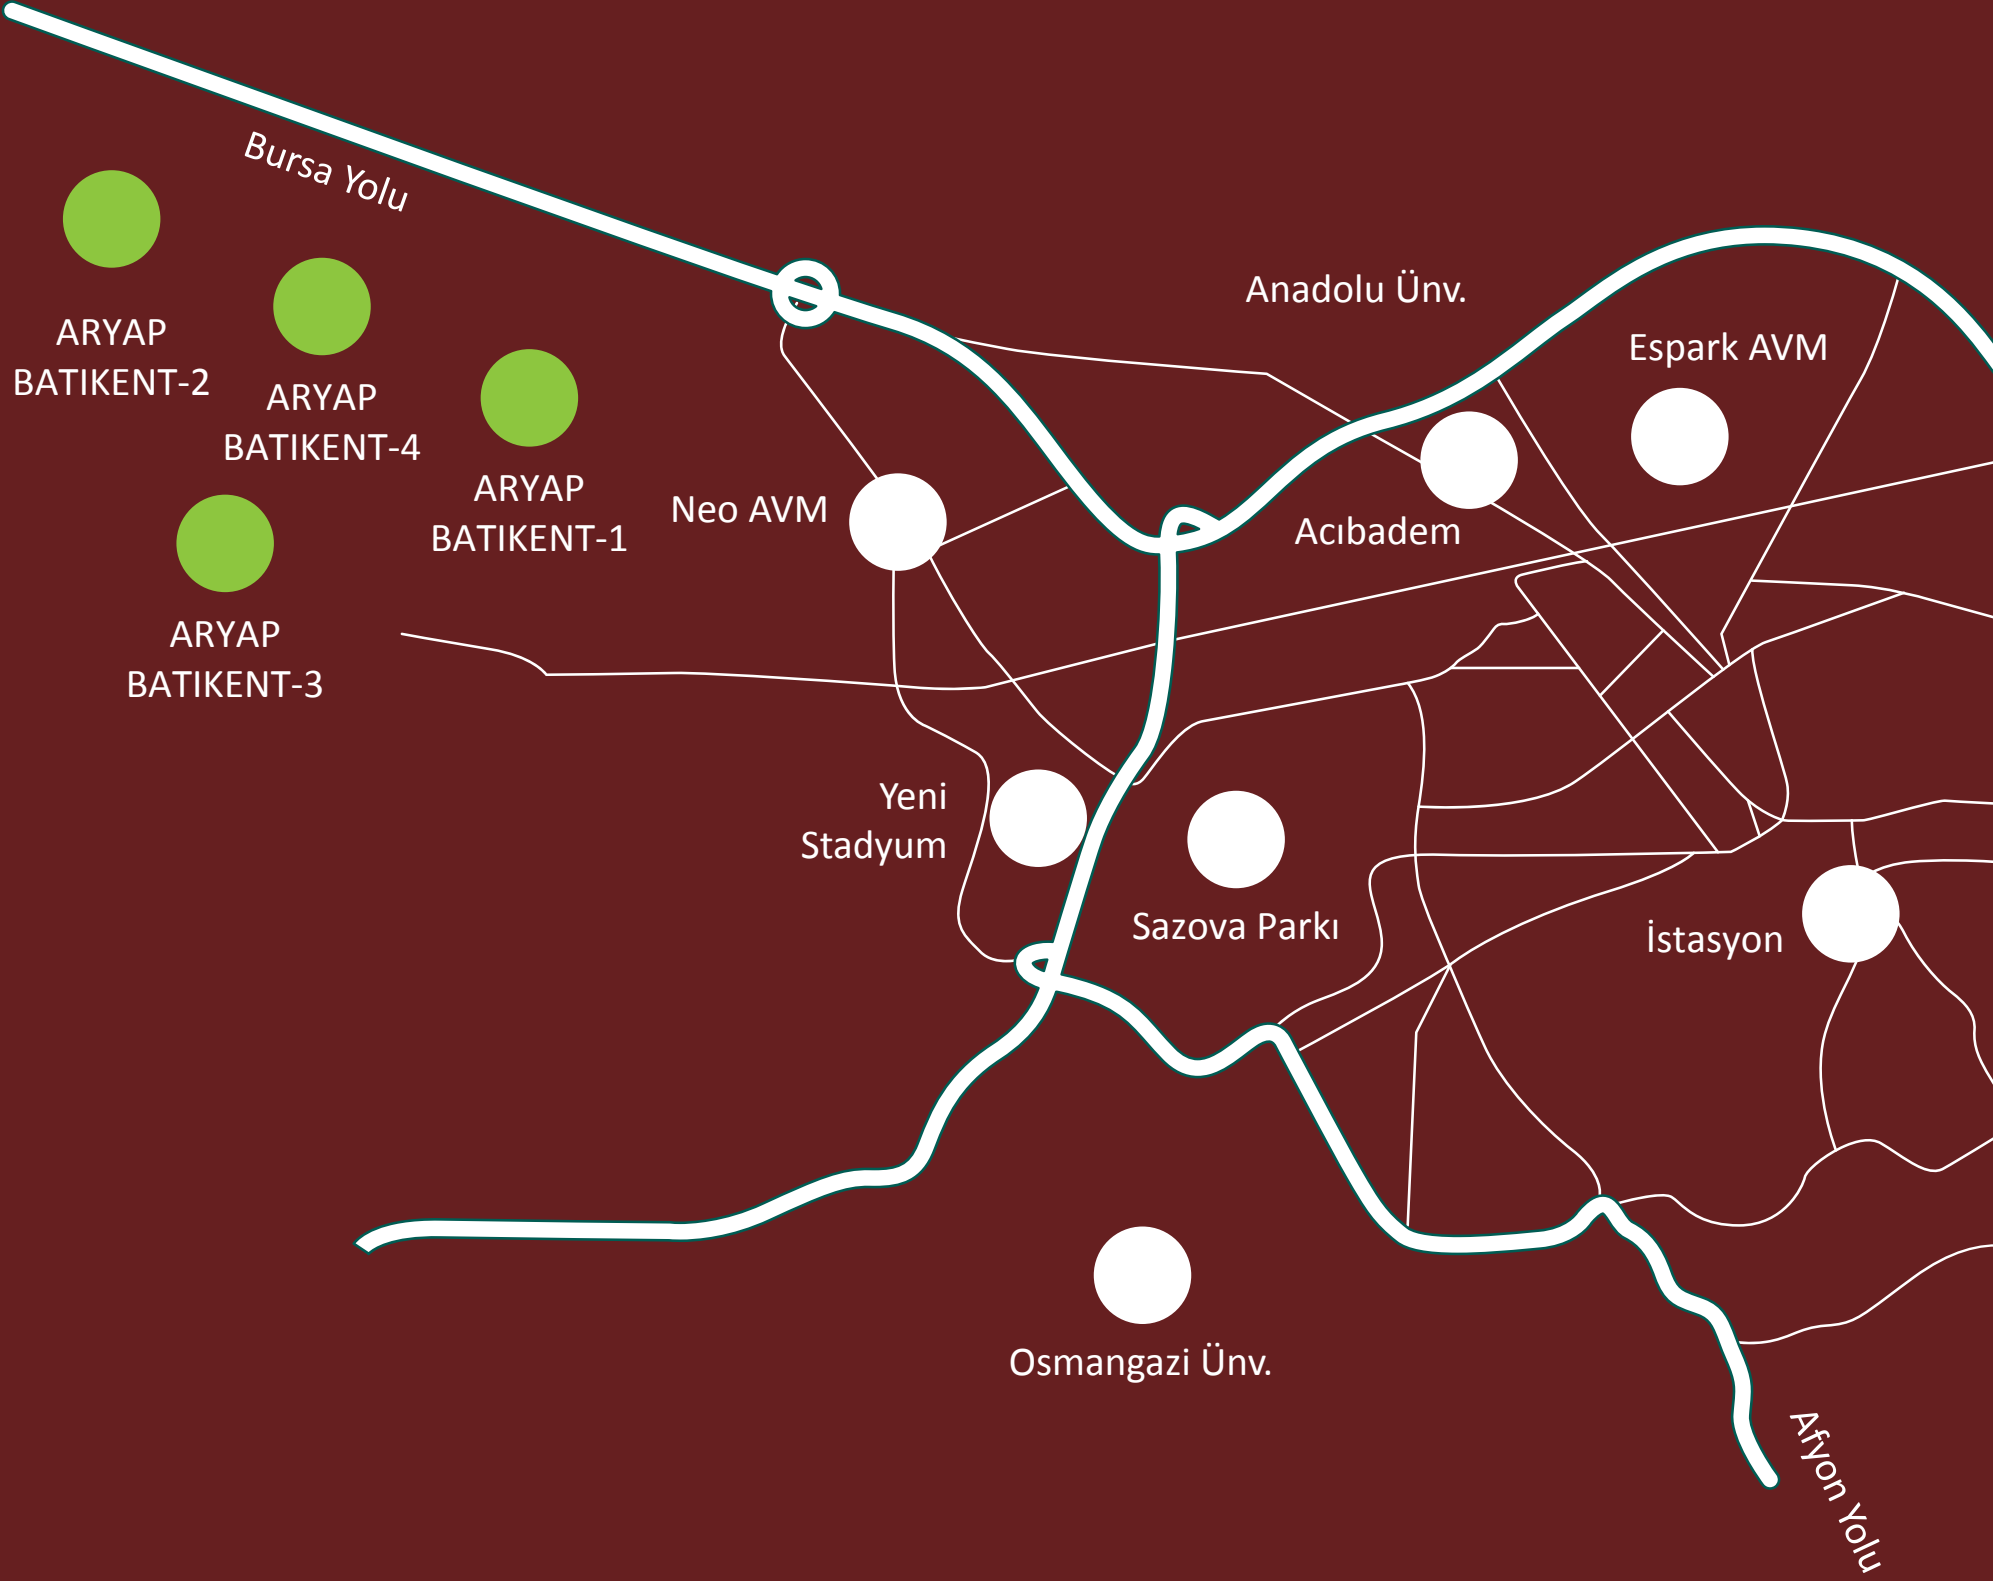 Bursa Yolu
ARYAP
BATIKENT-2
ARYAP
BATIKENT-4
ARYAP
BATIKENT-1
ARYAP
BATIKENT-3
Anadolu Ünv.
Espark AVM
Neo AVM
Acıbadem
Yeni
Stadyum
Sazova Parkı
İstasyon
Osmangazi Ünv.
Afyon Yolu